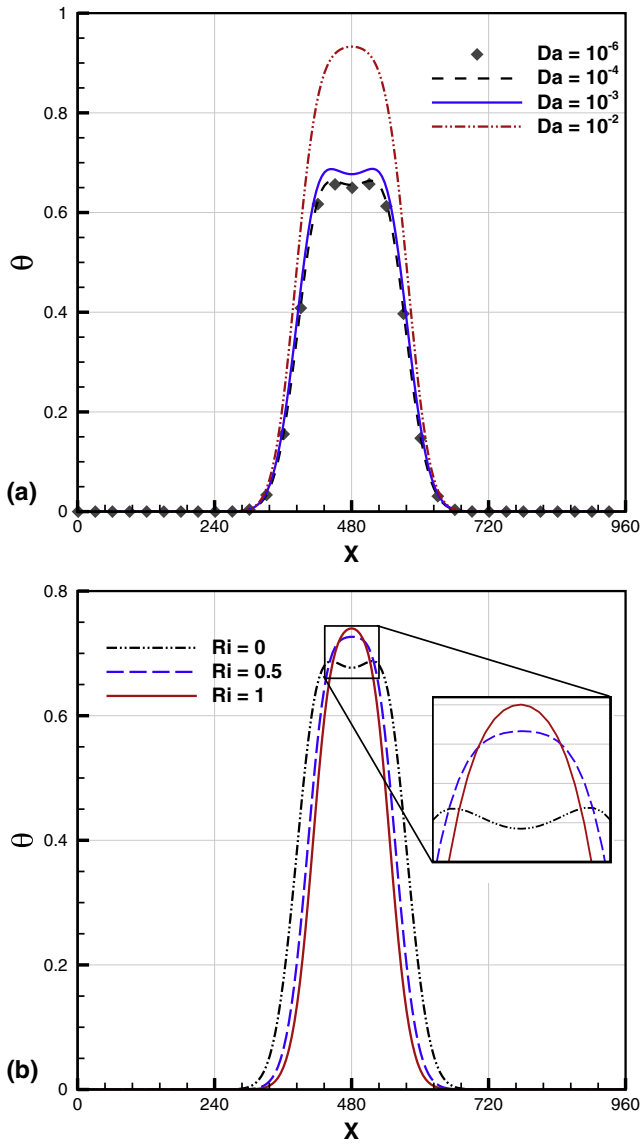 1
0.8
0.6
0.4
0.2
0
θ
Da = 10⁻⁶
Da = 10⁻⁴
Da = 10⁻³
Da = 10⁻²
(a)
0 240 480 720 960
X
0.8
0.6
0.4
0.2
0
θ
Ri = 0
Ri = 0.5
Ri = 1
(b)
0 240 480 720 960
X